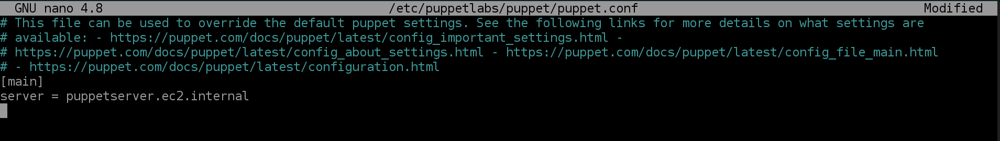 GNU nano 4.8 /etc/puppetlabs/puppet/puppet.conf Modified
# This file can be used to override the default puppet settings. See the following links for more details on what settings are
# available: - https://puppet.com/docs/puppet/latest/config_important_settings.html -
# https://puppet.com/docs/puppet/latest/config_about_settings.html - https://puppet.com/docs/puppet/latest/config_file_main.html
# - https://puppet.com/docs/puppet/latest/configuration.html
[main]
server = puppetserver.ec2.internal